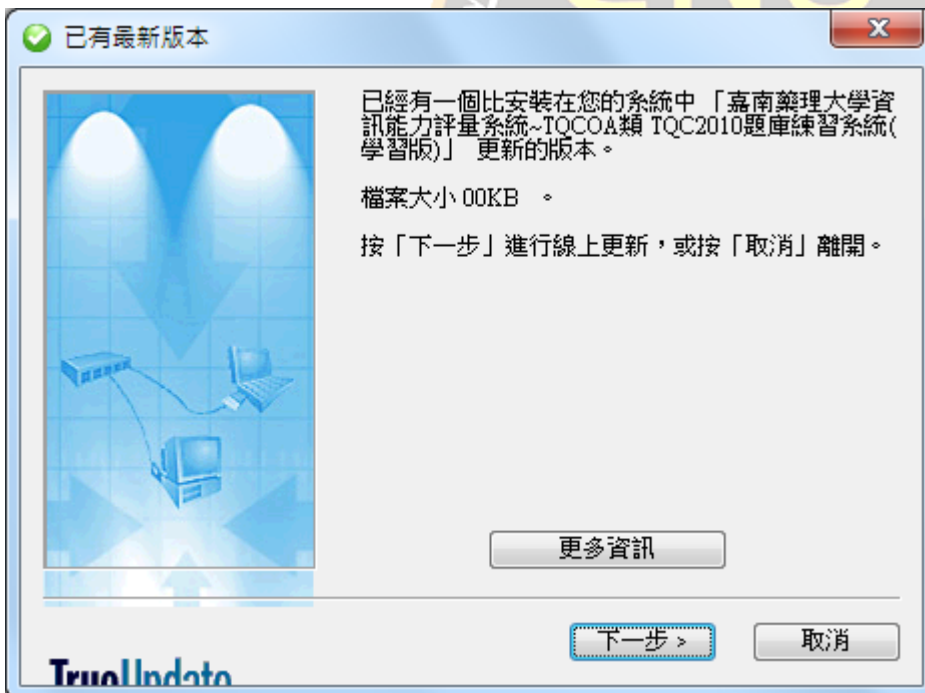 已有最新版本
已經有一個比安裝在您的系統中 「嘉南藥理大學資
訊能力評量系統~TQCOA類 TQC2010題庫練習系統(
學習版)」 更新的版本。
檔案大小 00KB 。
按「下一步」進行線上更新，或按「取消」離開。
更多資訊
下一步 >
取消
TrueUpdate